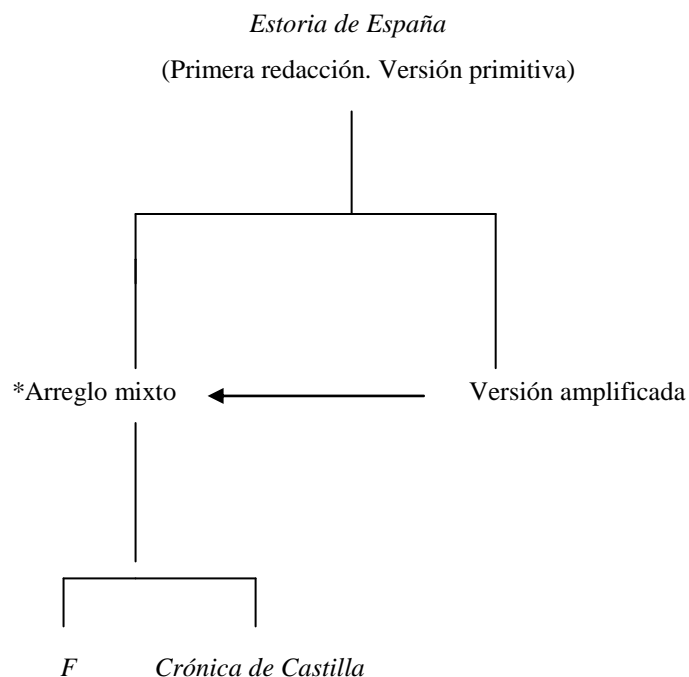 Estoria de España
(Primera redacción. Versión primitiva)
*Arreglo mixto
Versión amplificada
F
Crónica de Castilla